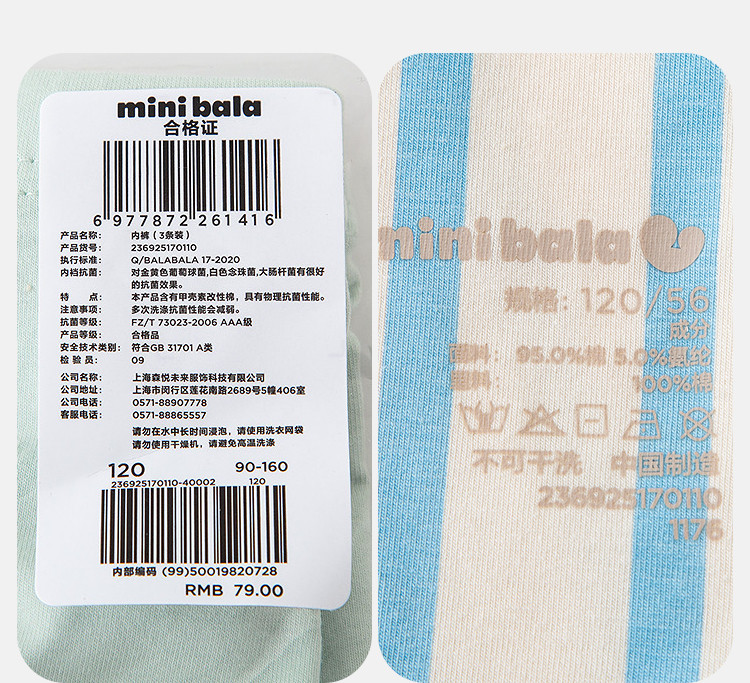 mini bala
合格证
6 977872 261416
产品名称: 内裤(3条装)
产品货号: 236925170110
执行标准: Q/BALABALA 17-2020
内档抗菌: 对金黄色葡萄球菌,白色念珠菌,大肠杆菌有很好
的抗菌效果。
特 点: 本产品含有甲壳素改性棉,具有物理抗菌性能。
注意事项: 多次洗涤抗菌性能会减弱。
抗菌等级: FZ/T 73023-2006 AAA级
产品等级: 合格品
安全技术类别: 符合GB 31701 A类
检 验 员: 09
公司名称: 上海森悦未来服饰科技有限公司
公司地址: 上海市闵行区莲花南路2689号5幢406室
公司电话: 0571-88907778
客服电话: 0571-88865557
请勿在水中长时间浸泡,请使用洗衣网袋
请勿使用干燥机,请避免高温洗涤
120 90-160
236925170110-40002 120
内部编码 (99)50019820728
RMB 79.00
mini bala
规格: 120/56
成分
面料: 95.0%棉 5.0%氨纶
100%棉
不可干洗 中国制造
236925170110
1176